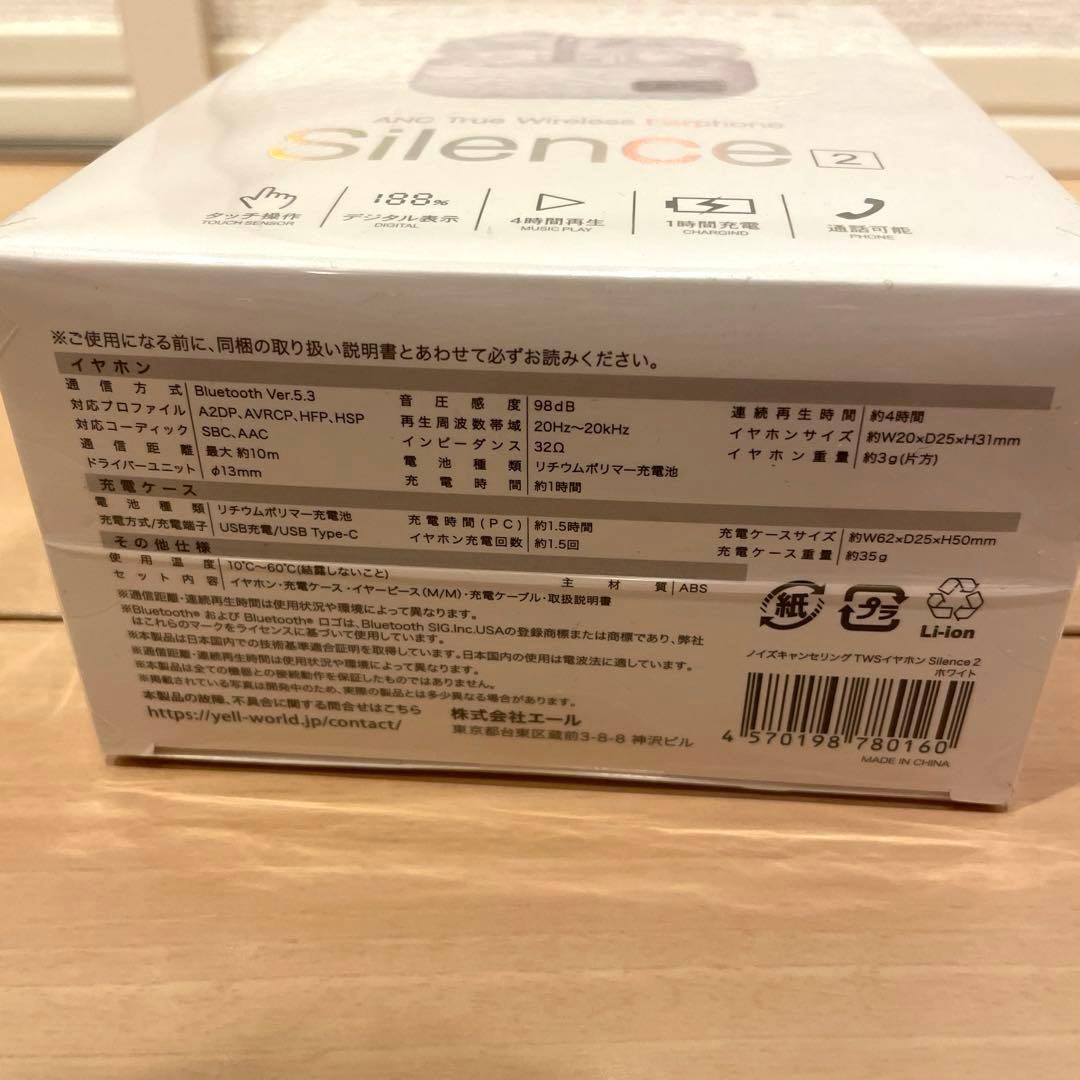 ANC True Wireless Earphone
Silence 2
タッチ操作
TOUCH SENSOR
188%
デジタル表示
DIGITAL
4時間再生
MUSIC PLAY
1時間充電
CHARGIND
通話可能
PHONE
※ご使用になる前に、同梱の取り扱い説明書とあわせて必ずお読みください。
イヤホン
通信方式 Bluetooth Ver.5.3
対応プロファイル A2DP、AVRCP、HFP、HSP
対応コーディック SBC、AAC
通信距離 最大 約10m
ドライバーユニット φ13mm
音圧感度 98dB
再生周波数帯域 20Hz～20kHz
インピーダンス 32Ω
電池種類 リチウムポリマー充電池
充電時間 約1時間
連続再生時間 約4時間
イヤホンサイズ 約W20×D25×H31mm
イヤホン重量 約3g(片方)
充電ケース
電池種類 リチウムポリマー充電池
充電方式/充電端子 USB充電/USB Type-C
充電時間(PC) 約1.5時間
イヤホン充電回数 約1.5回
充電ケースサイズ 約W62×D25×H50mm
充電ケース重量 約35g
その他仕様
使用温度 10℃～60℃(結露しないこと)
セット内容 イヤホン・充電ケース・イヤーピース(M/M)・充電ケーブル・取扱説明書
主材質 ABS
※通信距離・連続再生時間は使用状況や環境によって異なります。
※Bluetooth® および Bluetooth® ロゴは、Bluetooth SIG.Inc.USAの登録商標または商標であり、弊社
はこれらのマークをライセンスに基づいて使用しています。
※本製品は日本国内での技術基準適合証明を取得しています。日本国内の使用は電波法に適しています。
※通信距離・連続再生時間は使用状況や環境によって異なります。
※本製品は全ての機器との接続動作を保証したものではありません。
※掲載されている写真は開発中のため、実際の製品とは多少異なる場合があります。
本製品の故障、不具合に関する問合せはこちら
https://yell-world.jp/contact/
株式会社エール
東京都台東区蔵前3-8-8 神沢ビル
紙
プラ
Li-ion
ノイズキャンセリング TWSイヤホン Silence 2
ホワイト
4 570198 780160
MADE IN CHINA